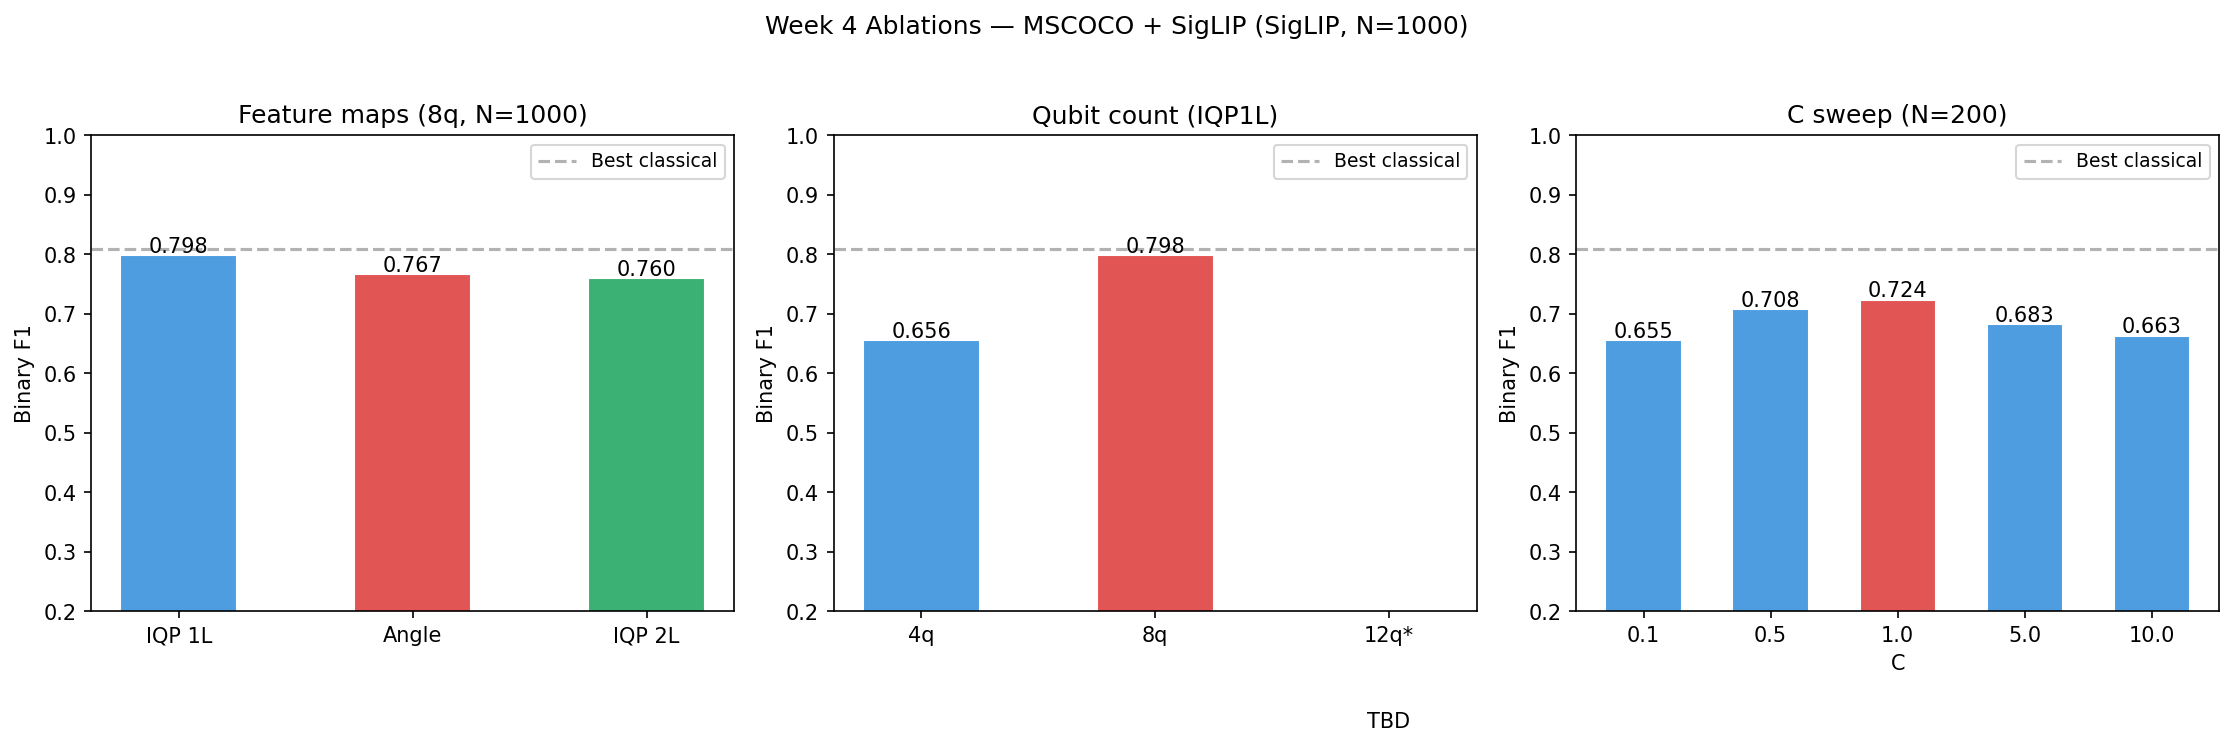 Week 4 Ablations — MSCOCO + SigLIP (SigLIP, N=1000)
Feature maps (8q, N=1000)
Binary F1
1.0
0.9
0.8
0.7
0.6
0.5
0.4
0.3
0.2
Best classical
0.798
0.767
0.760
IQP 1L
Angle
IQP 2L
Qubit count (IQP1L)
Binary F1
1.0
0.9
0.8
0.7
0.6
0.5
0.4
0.3
0.2
Best classical
0.656
0.798
4q
8q
12q*
TBD
C sweep (N=200)
Binary F1
1.0
0.9
0.8
0.7
0.6
0.5
0.4
0.3
0.2
Best classical
0.655
0.708
0.724
0.683
0.663
0.1
0.5
1.0
5.0
10.0
C